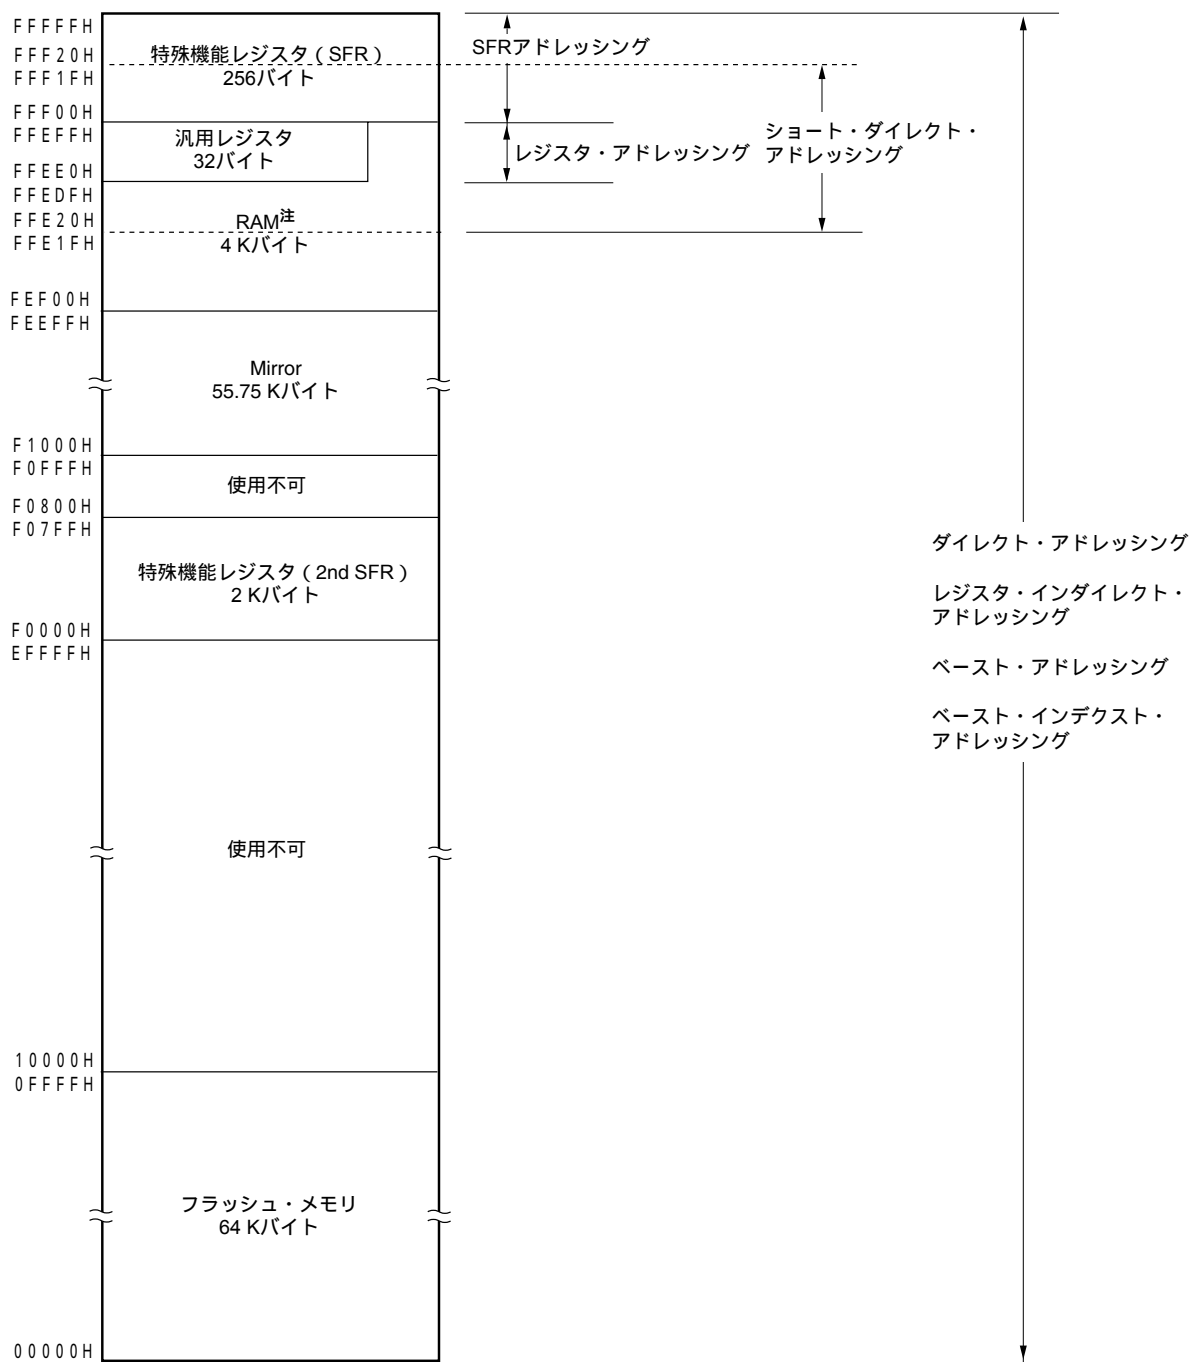 FFFFFH
FFF20H
FFF1FH
FFF00H
FFEFFH
FFEE0H
FFEDFH
FFE20H
FFE1FH
FEF00H
FEEFFH
F1000H
F0FFFH
F0800H
F07FFH
F0000H
EFFFFH
10000H
0FFFFH
00000H
特殊機能レジスタ（SFR）
256バイト
汎用レジスタ
32バイト
RAM注
4 Kバイト
Mirror
55.75 Kバイト
使用不可
特殊機能レジスタ（2nd SFR）
2 Kバイト
使用不可
フラッシュ・メモリ
64 Kバイト
SFRアドレッシング
レジスタ・アドレッシング
ショート・ダイレクト・
アドレッシング
ダイレクト・アドレッシング
レジスタ・インダイレクト・
アドレッシング
ベースト・アドレッシング
ベースト・インデクスト・
アドレッシング